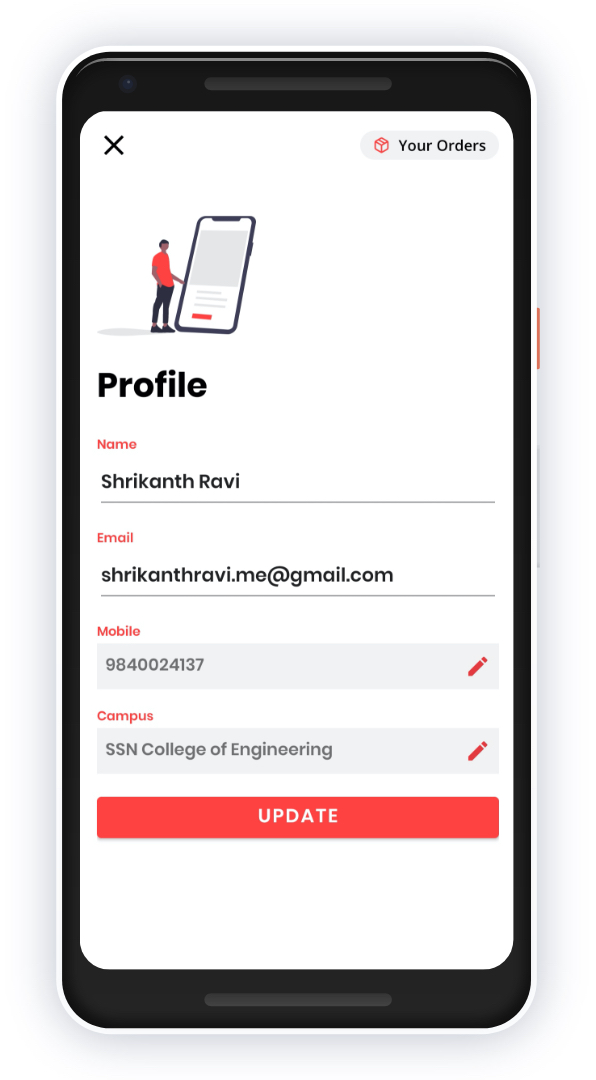 Your Orders
Profile
Name
Shrikanth Ravi
Email
shrikanthravi.me@gmail.com
Mobile
9840024137
Campus
SSN College of Engineering
UPDATE